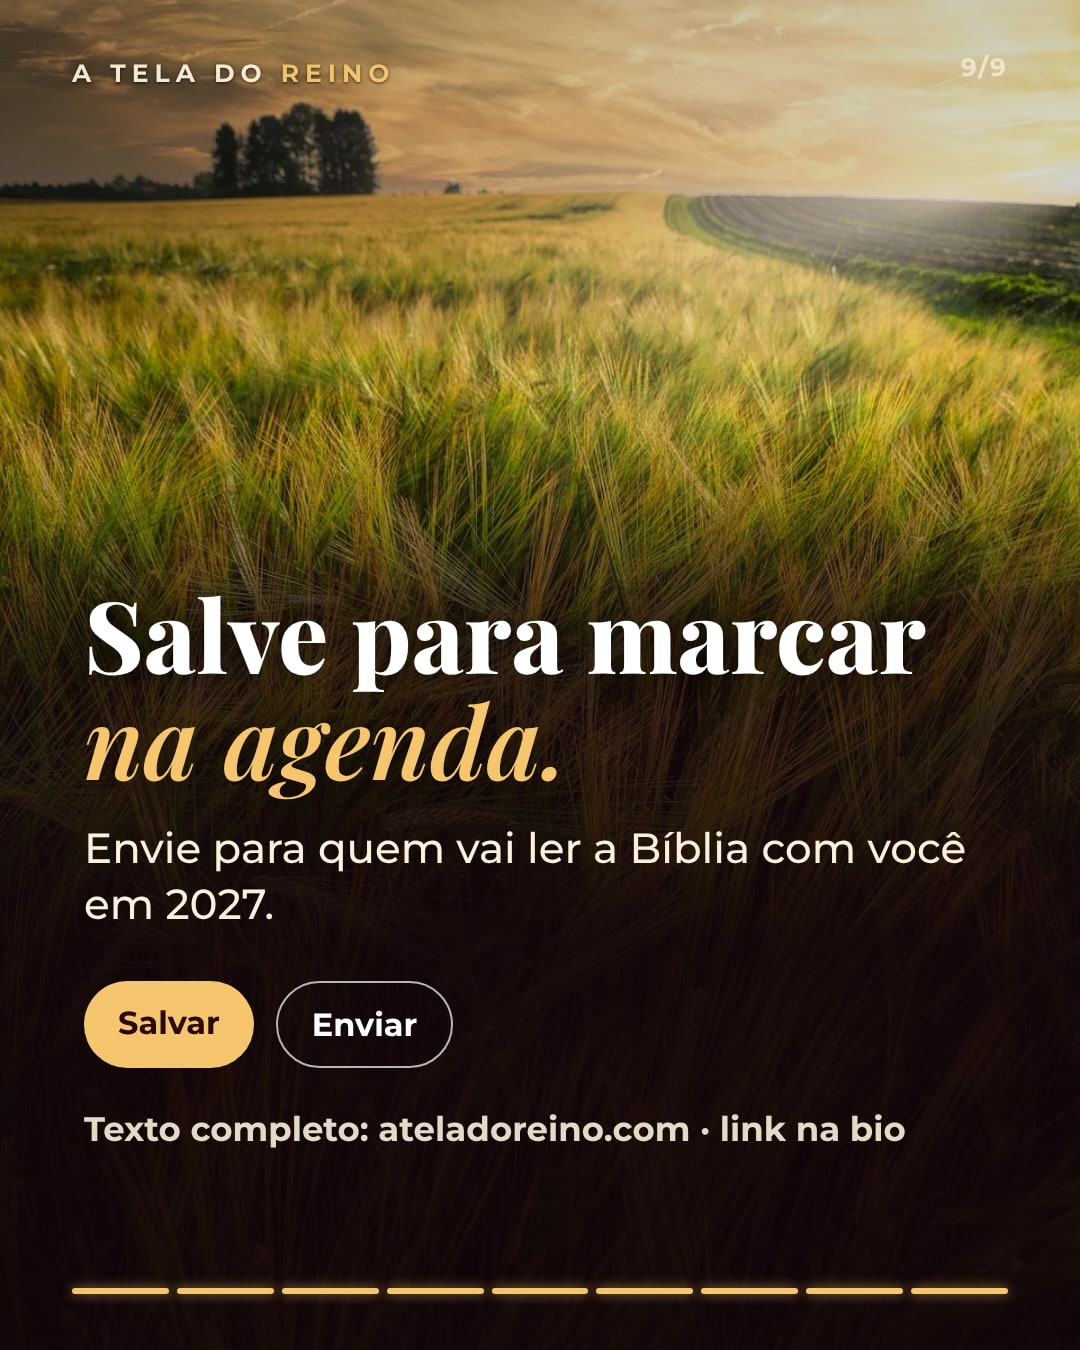 A TELA DO REINO
9/9
Salve para marcar
na agenda.
Envie para quem vai ler a Bíblia com você
em 2027.
Salvar
Enviar
Texto completo: ateladoreino.com · link na bio